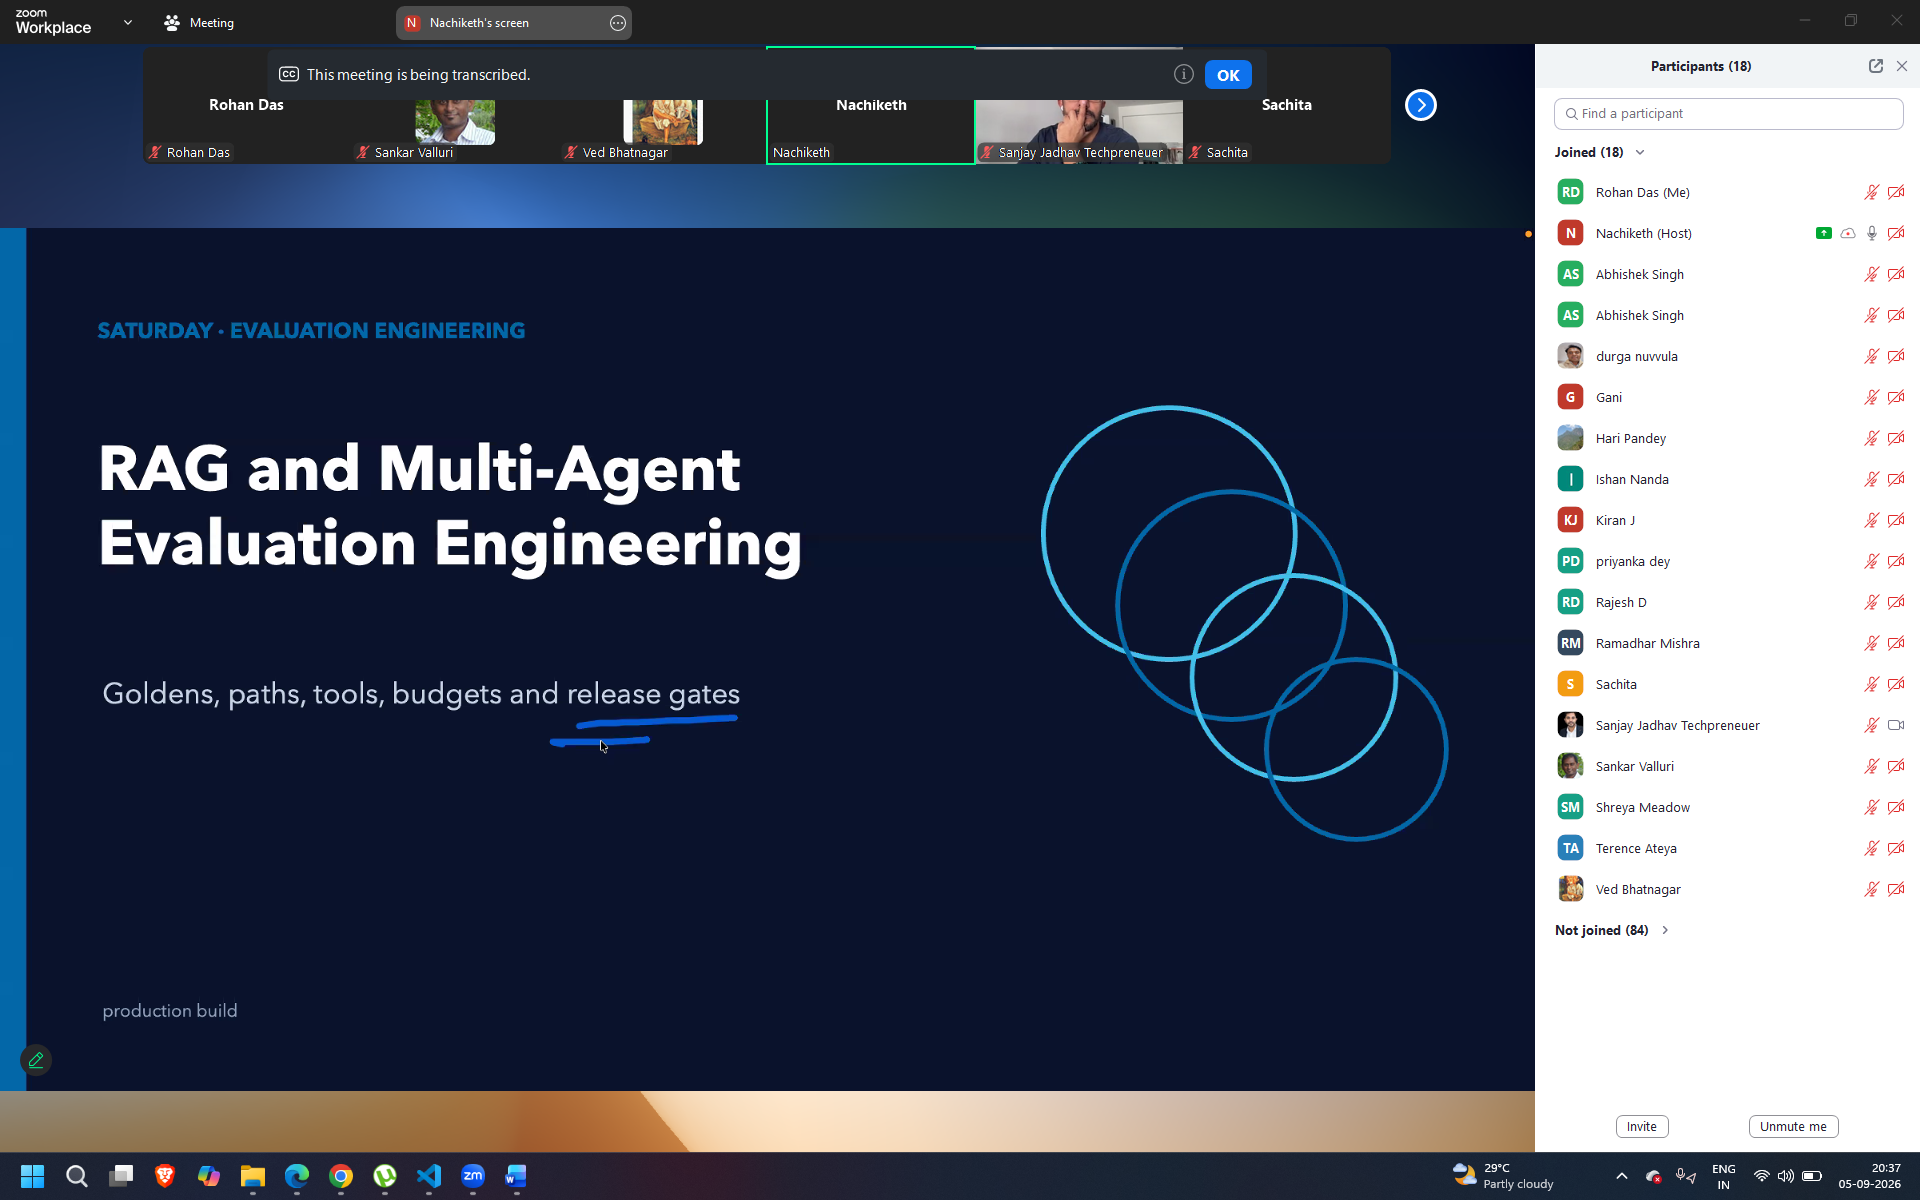 zoom
Workplace
Meeting
N Nachiketh's screen
CC This meeting is being transcribed.
OK
Rohan Das
Nachiketh
Sachita
Rohan Das
Sankar Valluri
Ved Bhatnagar
Nachiketh
Sanjay Jadhav Techpreneuer
Sachita
SATURDAY · EVALUATION ENGINEERING
RAG and Multi-Agent
Evaluation Engineering
Goldens, paths, tools, budgets and release gates
production build
Participants (18)
Find a participant
Joined (18)
RD Rohan Das (Me)
N Nachiketh (Host)
AS Abhishek Singh
AS Abhishek Singh
durga nuvvula
G Gani
Hari Pandey
I Ishan Nanda
KJ Kiran J
PD priyanka dey
RD Rajesh D
RM Ramadhar Mishra
S Sachita
Sanjay Jadhav Techpreneuer
Sankar Valluri
SM Shreya Meadow
TA Terence Ateya
Ved Bhatnagar
Not joined (84)
Invite
Unmute me
zm
W
29°C
Partly cloudy
ENG
IN
20:37
05-09-2026